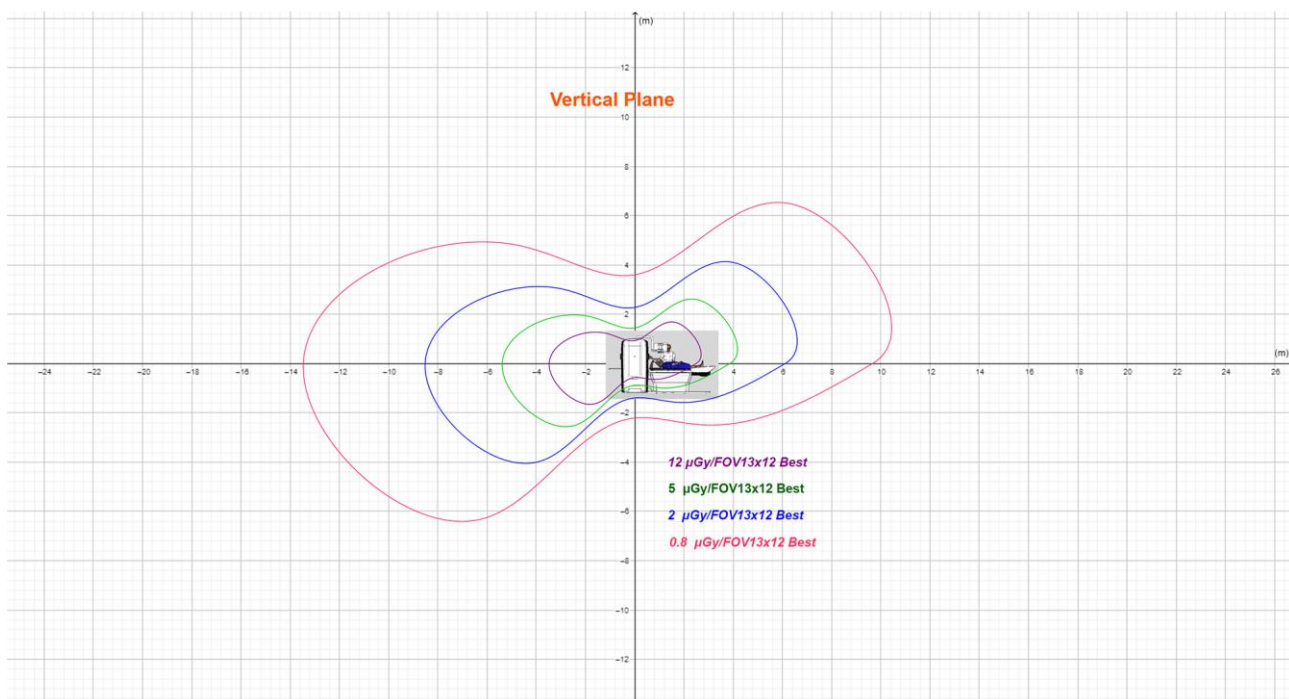 (m)
12
Vertical Plane
10
8
6
4
2
−24 −22 −20 −18 −16 −14 −12 −10 −8 −6 −4 −2 0 2 4 6 8 10 12 14 16 18 20 22 24 26
(m)
−2
−4
12 µGy/FOV13x12 Best
5 µGy/FOV13x12 Best
−6
2 µGy/FOV13x12 Best
0.8 µGy/FOV13x12 Best
−8
−10
−12